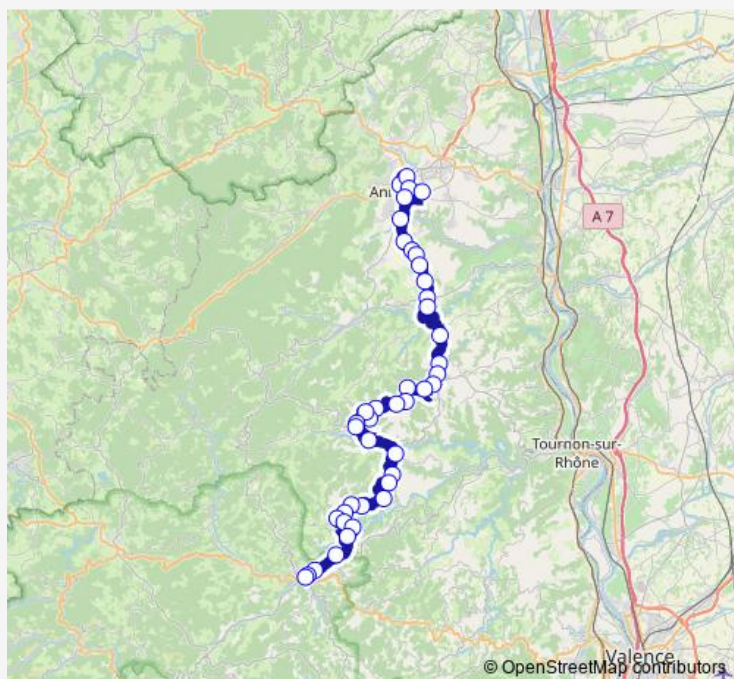 Ann
A 7
Tournon-sur-
Rhône
Valence
© OpenStreetMap contributors